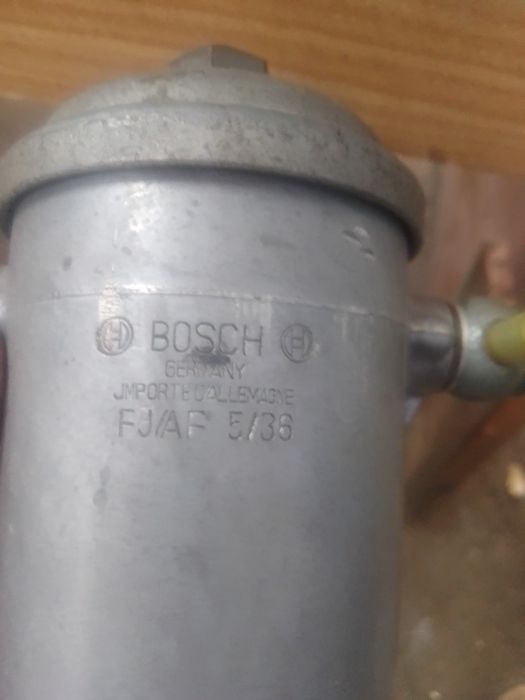 BOSCH
GERMANY
JMPORTE D'ALLEMAGNE
FJ/AF 5/36